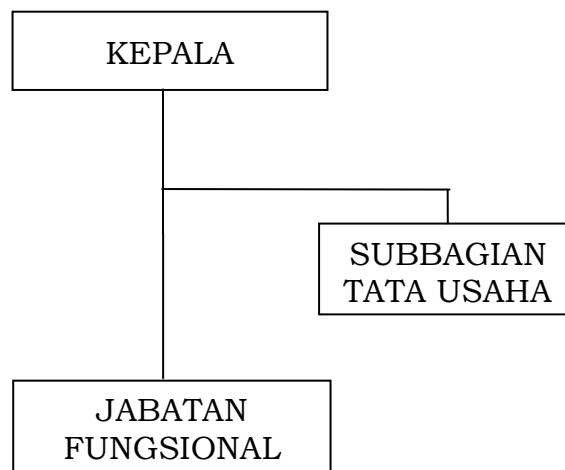 KEPALA
SUBBAGIAN
TATA USAHA
JABATAN
FUNGSIONAL